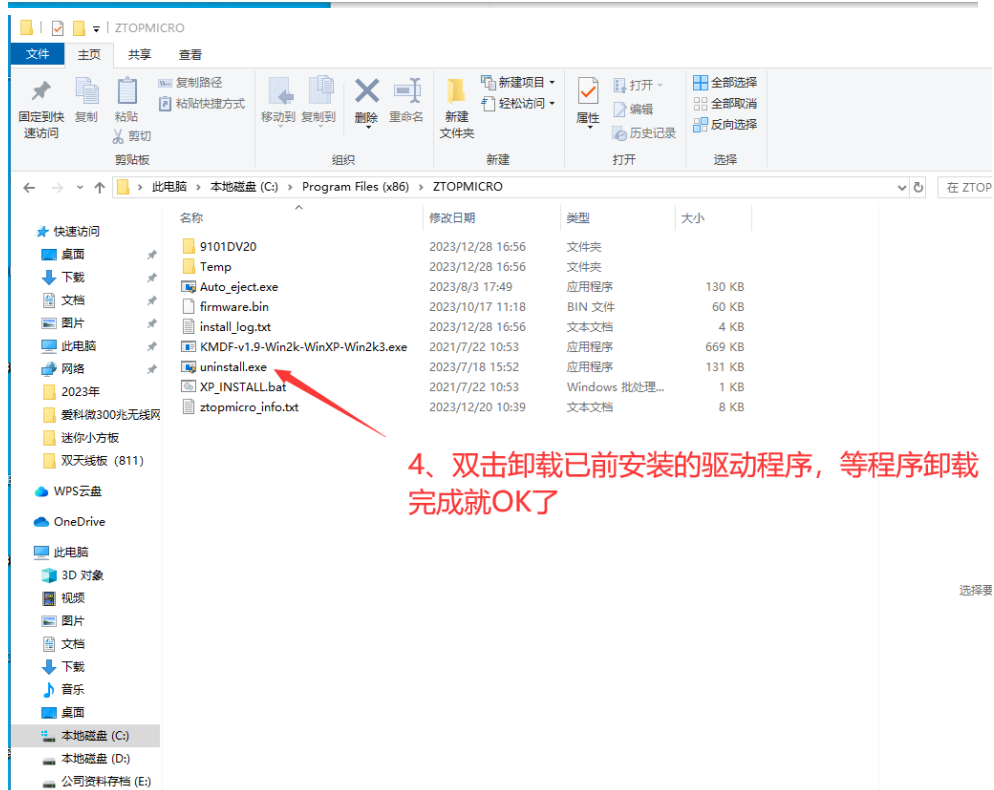 ZTOPMICRO
文件 主页 共享 查看
固定到快速访问
复制
粘贴
复制路径
粘贴快捷方式
剪切
移动到 复制到
删除 重命名
新建文件夹
新建项目
轻松访问
属性
打开
编辑
历史记录
全部选择
全部取消
反向选择
剪贴板 组织 新建 打开 选择
此电脑 › 本地磁盘 (C:) › Program Files (x86) › ZTOPMICRO
在 ZTOP
名称 修改日期 类型 大小
9101DV20 2023/12/28 16:56 文件夹
Temp 2023/12/28 16:56 文件夹
Auto_eject.exe 2023/8/3 17:49 应用程序 130 KB
firmware.bin 2023/10/17 11:18 BIN 文件 60 KB
install_log.txt 2023/12/28 16:56 文本文档 4 KB
KMDF-v1.9-Win2k-WinXP-Win2k3.exe 2021/7/22 10:53 应用程序 669 KB
uninstall.exe 2023/7/18 15:52 应用程序 131 KB
XP_INSTALL.bat 2021/7/22 10:53 Windows 批处理... 1 KB
ztopmicro_info.txt 2023/12/20 10:39 文本文档 8 KB
快速访问
桌面
下载
文档
图片
此电脑
网络
2023年
爱科微300兆无线网
迷你小方板
双天线板（811）
WPS云盘
OneDrive
此电脑
3D 对象
视频
图片
文档
下载
音乐
桌面
本地磁盘 (C:)
本地磁盘 (D:)
公司资料存档 (E:)
4、双击卸载已前安装的驱动程序，等程序卸载
完成就OK了
选择要